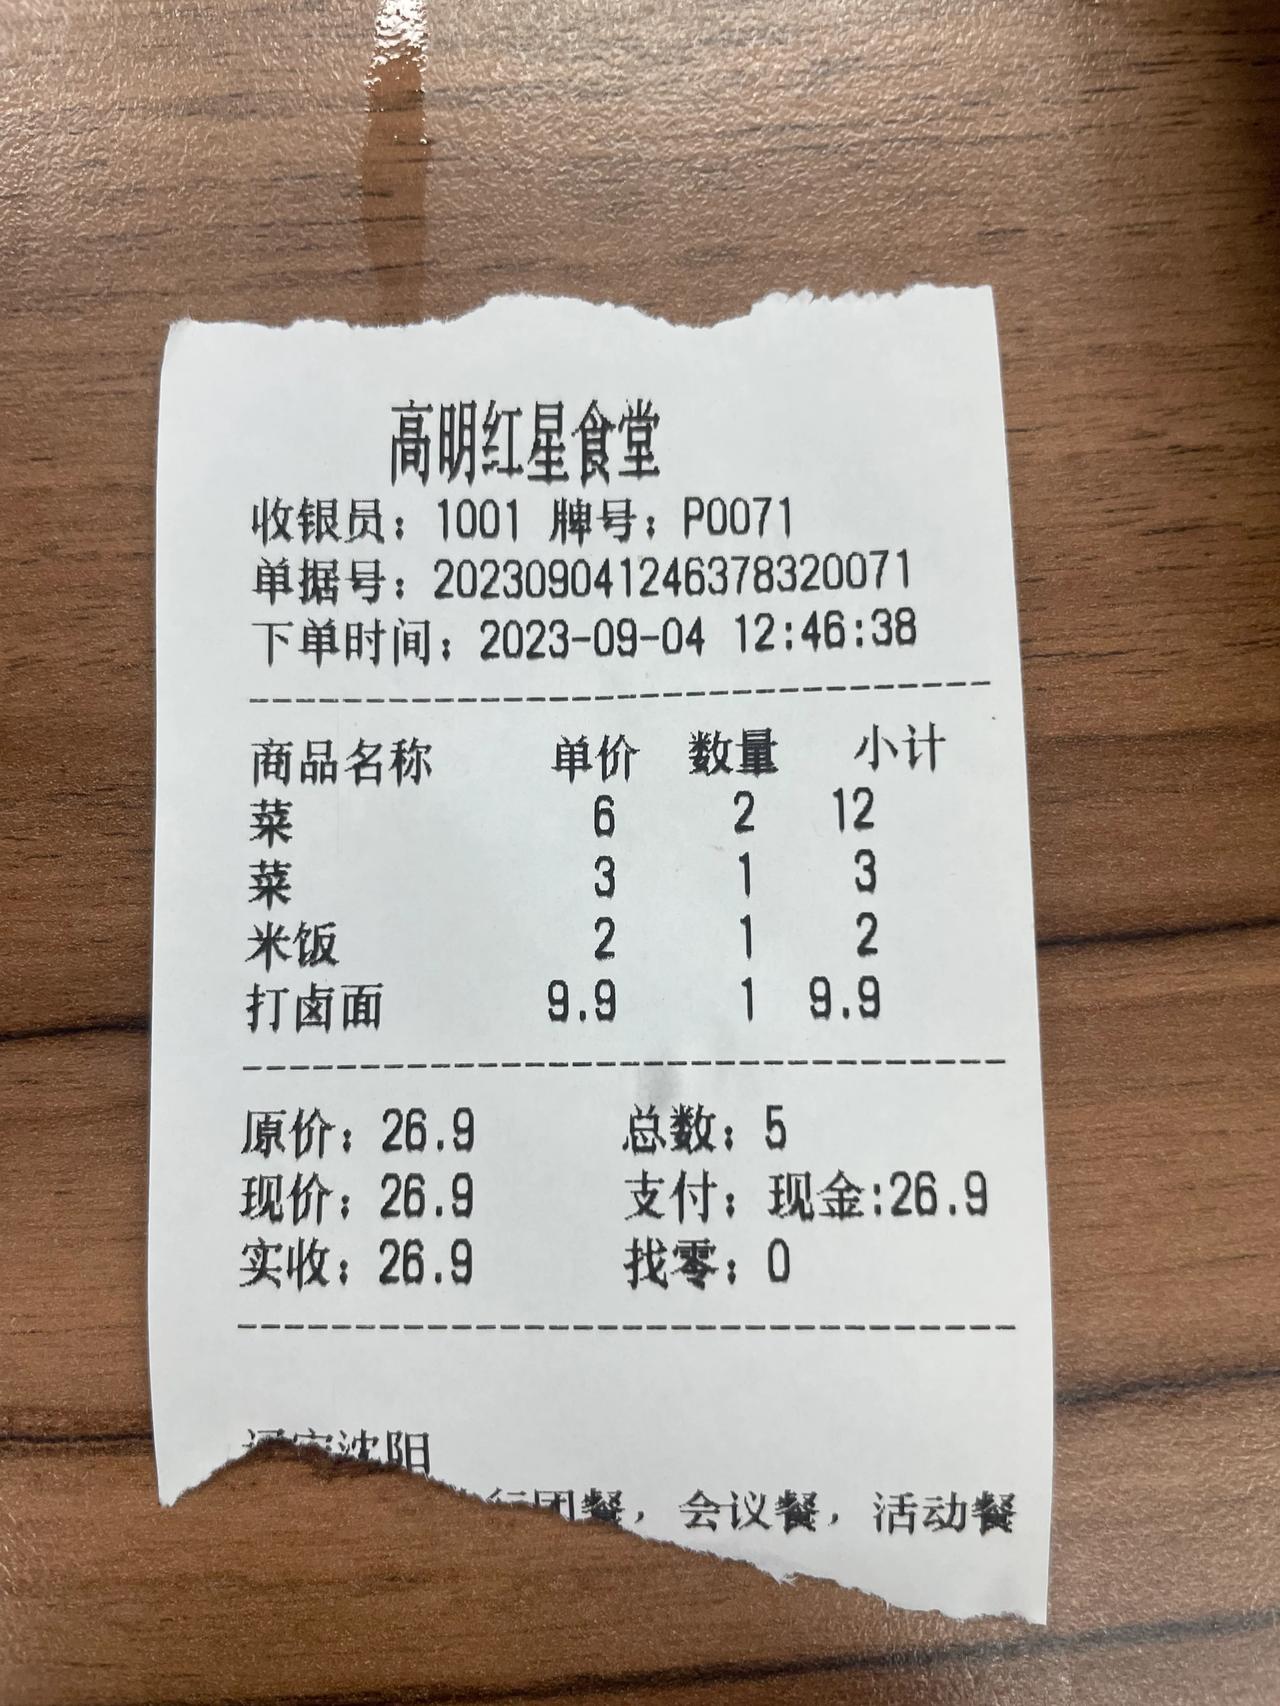 高明红星食堂
收银员：1001 牌号：P0071
单据号：20230904124637832​0071
下单时间：2023-09-04 12:46:38
商品名称 单价 数量 小计
菜 6 2 12
菜 3 1 3
米饭 2 1 2
打卤面 9.9 1 9.9
原价：26.9 总数：5
现价：26.9 支付：现金:26.9
实收：26.9 找零：0
沈阳
团餐，会议餐，活动餐